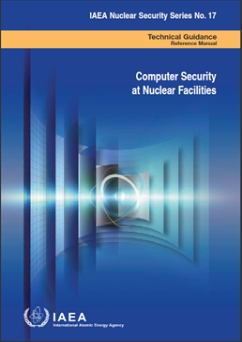 IAEA Nuclear Security Series No. 17
Technical Guidance
Reference Manual
Computer Security
at Nuclear Facilities
IAEA
International Atomic Energy Agency